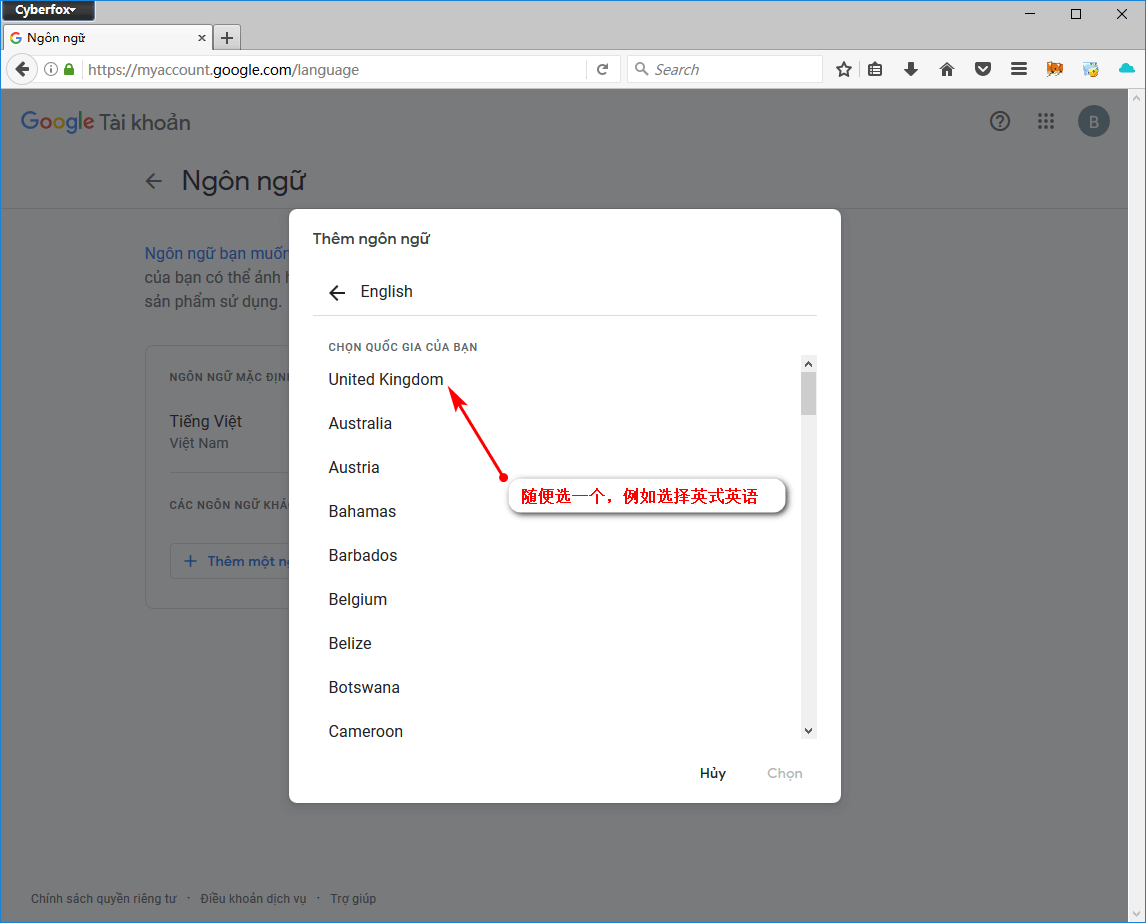 Cyberfox
Ngôn ngữ
https://myaccount.google.com/language
Search
Google Tài khoản
B
Ngôn ngữ
Thêm ngôn ngữ
Ngôn ngữ bạn muốn
của bạn có thể ảnh
sản phẩm sử dụng.
English
CHỌN QUỐC GIA CỦA BẠN
NGÔN NGỮ MẶC ĐỊN
United Kingdom
Tiếng Việt
Australia
Việt Nam
Austria
随便选一个，例如选择英式英语
CÁC NGÔN NGỮ KHÁ
Bahamas
Barbados
+ Thêm một
Belgium
Belize
Botswana
Cameroon
Hủy Chọn
Chính sách quyền riêng tư · Điều khoản dịch vụ · Trợ giúp